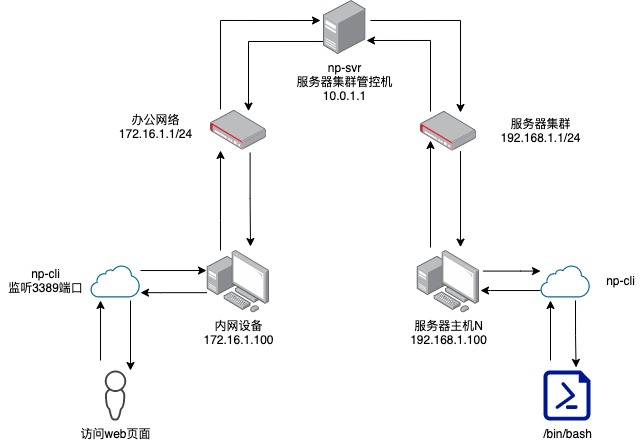 np-svr
服务器集群管控机
10.0.1.1
办公网络
172.16.1.1/24
服务器集群
192.168.1.1/24
np-cli
监听3389端口
内网设备
172.16.1.100
服务器主机N
192.168.1.100
np-cli
访问web页面
/bin/bash